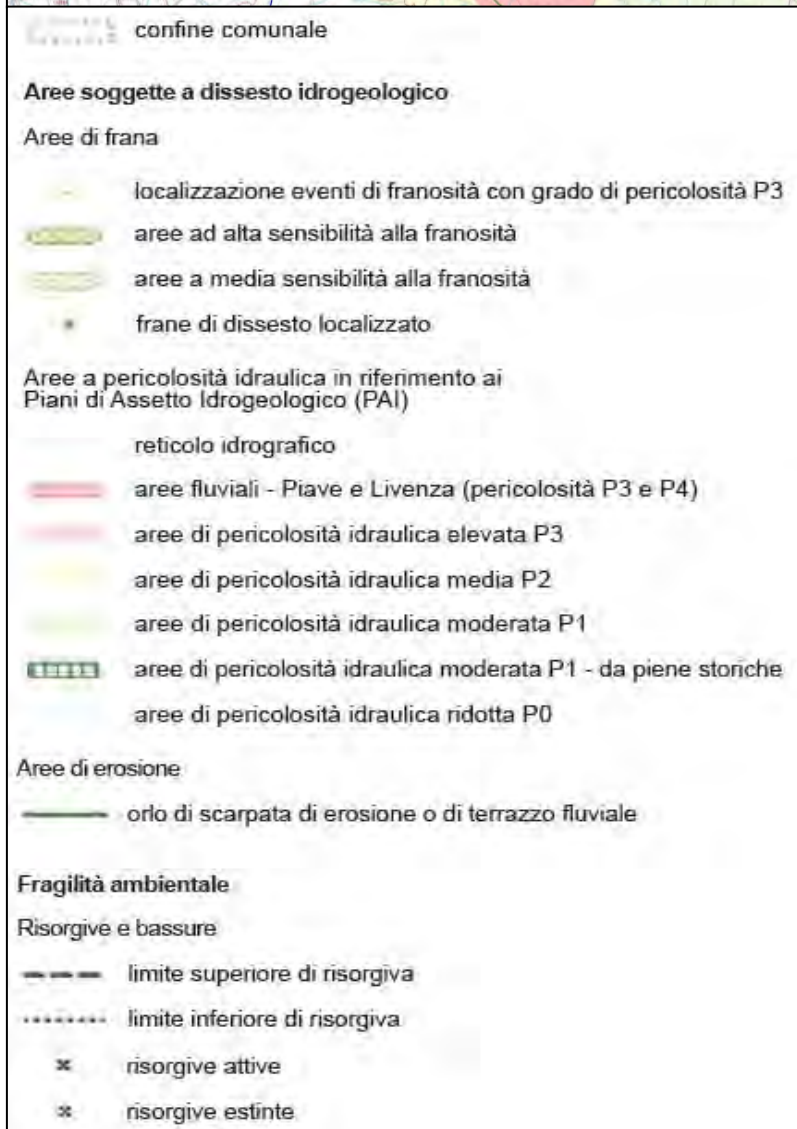 confine comunale
Aree soggette a dissesto idrogeologico
Aree di frana
localizzazione eventi di franosità con grado di pericolosità P3
aree ad alta sensibilità alla franosità
aree a media sensibilità alla franosità
frane di dissesto localizzato
Aree a pericolosità idraulica in riferimento ai
Piani di Assetto Idrogeologico (PAI)
reticolo idrografico
aree fluviali - Piave e Livenza (pericolosità P3 e P4)
aree di pericolosità idraulica elevata P3
aree di pericolosità idraulica media P2
aree di pericolosità idraulica moderata P1
aree di pericolosità idraulica moderata P1 - da piene storiche
aree di pericolosità idraulica ridotta P0
Aree di erosione
orlo di scarpata di erosione o di terrazzo fluviale
Fragilità ambientale
Risorgive e bassure
limite superiore di risorgiva
limite inferiore di risorgiva
risorgive attive
risorgive estinte